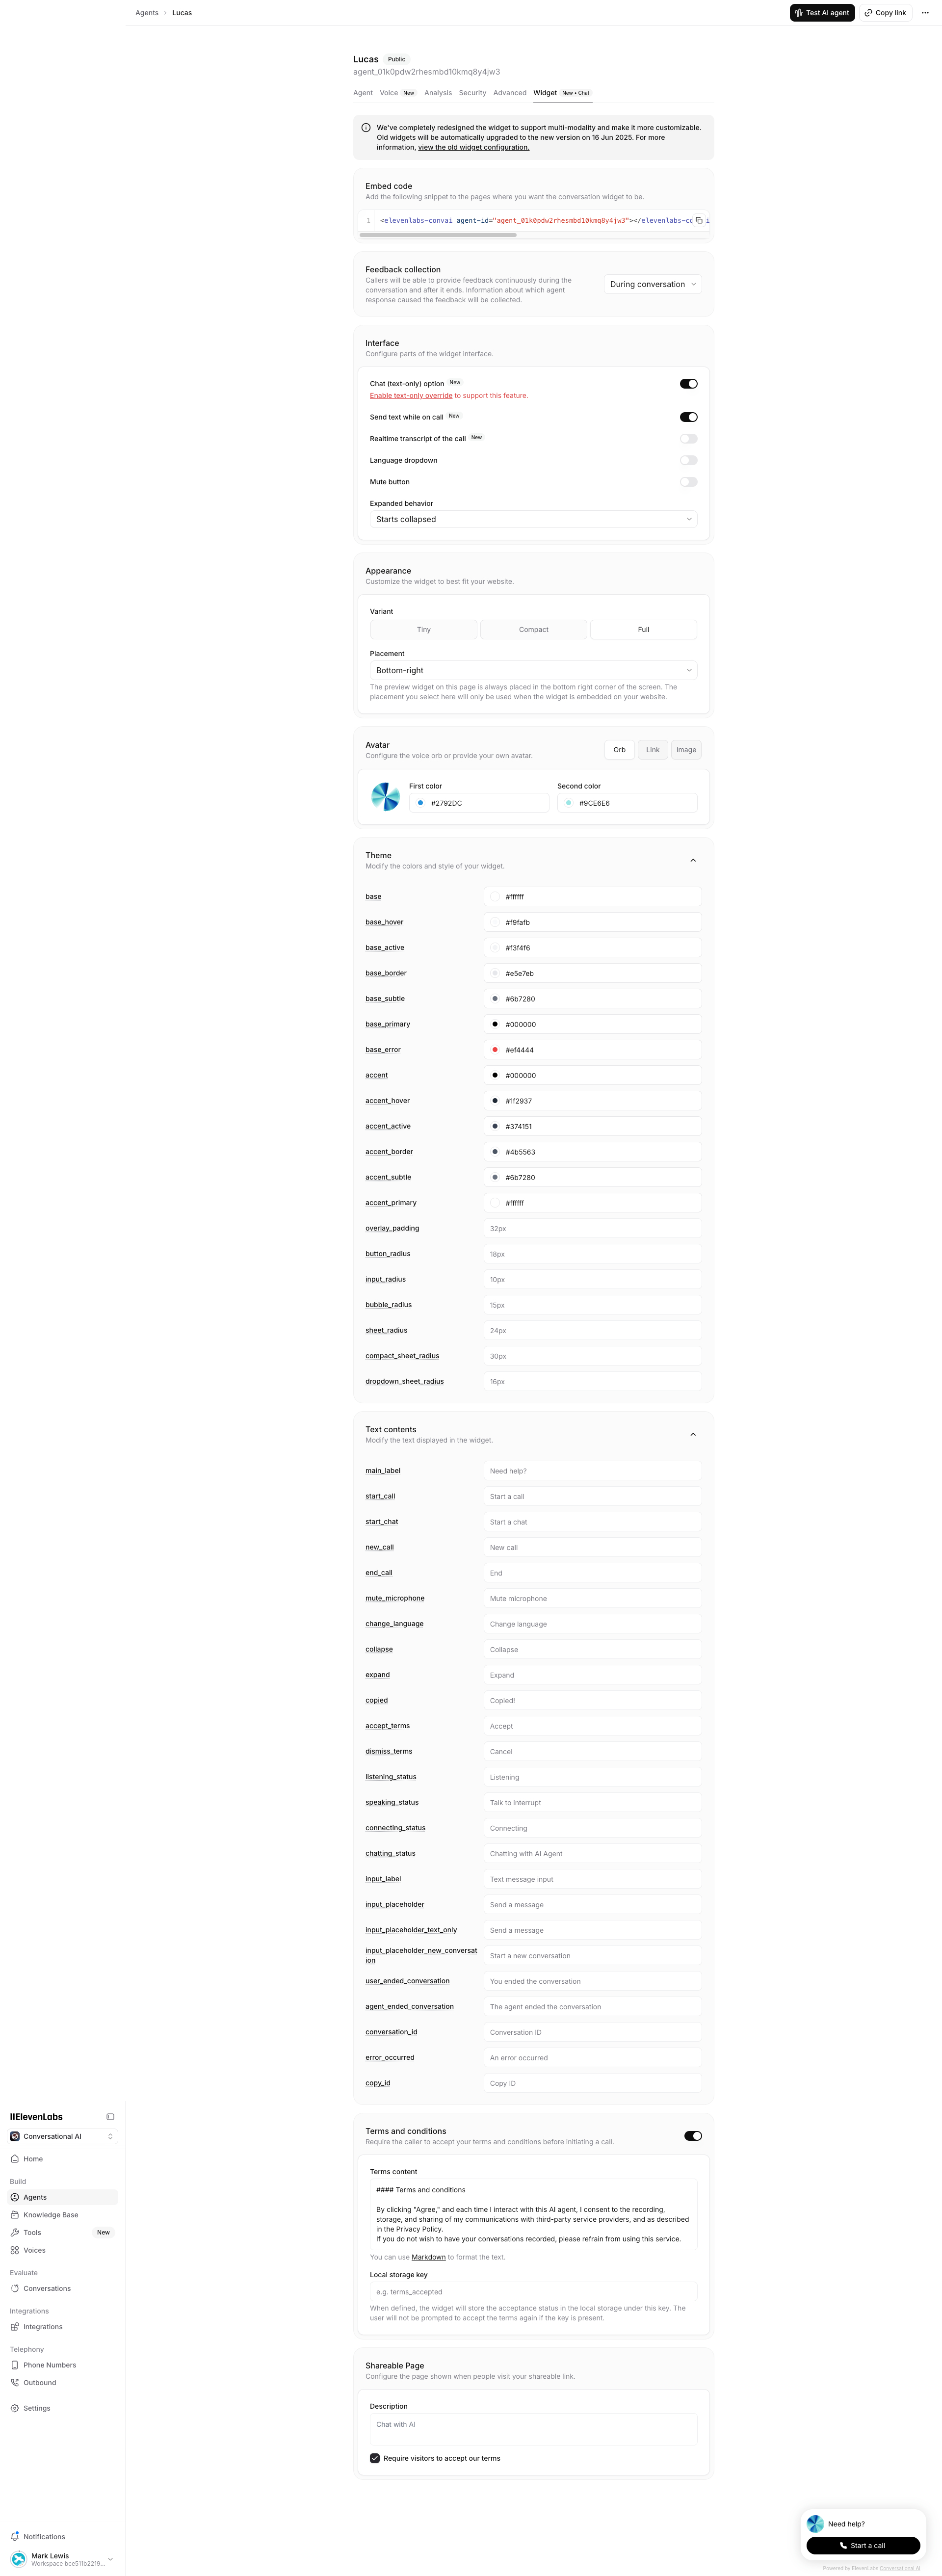 Agents › Lucas
Test AI agent
Copy link
Lucas Public
agent_01k0pdw2rhesmbd10kmq8y4jw3
Agent Voice New Analysis Security Advanced Widget New • Chat
We've completely redesigned the widget to support multi-modality and make it more customizable.
Old widgets will be automatically upgraded to the new version on 16 Jun 2025. For more
information, view the old widget configuration.
Embed code
Add the following snippet to the pages where you want the conversation widget to be.
1 <elevenlabs-convai agent-id="agent_01k0pdw2rhesmbd10kmq8y4jw3"></elevenlabs-co i
Feedback collection
Callers will be able to provide feedback continuously during the
conversation and after it ends. Information about which agent
response caused the feedback will be collected.
During conversation
Interface
Configure parts of the widget interface.
Chat (text-only) option New
Enable text-only override to support this feature.
Send text while on call New
Realtime transcript of the call New
Language dropdown
Mute button
Expanded behavior
Starts collapsed
Appearance
Customize the widget to best fit your website.
Variant
Tiny Compact Full
Placement
Bottom-right
The preview widget on this page is always placed in the bottom right corner of the screen. The
placement you select here will only be used when the widget is embedded on your website.
Avatar
Configure the voice orb or provide your own avatar.
Orb Link Image
First color Second color
#2792DC #9CE6E6
Theme
Modify the colors and style of your widget.
base #ffffff
base_hover #f9fafb
base_active #f3f4f6
base_border #e5e7eb
base_subtle #6b7280
base_primary #000000
base_error #ef4444
accent #000000
accent_hover #1f2937
accent_active #374151
accent_border #4b5563
accent_subtle #6b7280
accent_primary #ffffff
overlay_padding 32px
button_radius 18px
input_radius 10px
bubble_radius 15px
sheet_radius 24px
compact_sheet_radius 30px
dropdown_sheet_radius 16px
Text contents
Modify the text displayed in the widget.
main_label Need help?
start_call Start a call
start_chat Start a chat
new_call New call
end_call End
mute_microphone Mute microphone
change_language Change language
collapse Collapse
expand Expand
copied Copied!
accept_terms Accept
dismiss_terms Cancel
listening_status Listening
speaking_status Talk to interrupt
connecting_status Connecting
chatting_status Chatting with AI Agent
input_label Text message input
input_placeholder Send a message
input_placeholder_text_only Send a message
input_placeholder_new_conversat
ion Start a new conversation
user_ended_conversation You ended the conversation
agent_ended_conversation The agent ended the conversation
conversation_id Conversation ID
error_occurred An error occurred
copy_id Copy ID
Terms and conditions
Require the caller to accept your terms and conditions before initiating a call.
Terms content
#### Terms and conditions
By clicking "Agree," and each time I interact with this AI agent, I consent to the recording,
storage, and sharing of my communications with third-party service providers, and as described
in the Privacy Policy.
If you do not wish to have your conversations recorded, please refrain from using this service.
You can use Markdown to format the text.
Local storage key
e.g. terms_accepted
When defined, the widget will store the acceptance status in the local storage under this key. The
user will not be prompted to accept the terms again if the key is present.
Shareable Page
Configure the page shown when people visit your shareable link.
Description
Chat with AI
Require visitors to accept our terms
IIElevenLabs
Conversational AI
Home
Build
Agents
Knowledge Base
Tools New
Voices
Evaluate
Conversations
Integrations
Integrations
Telephony
Phone Numbers
Outbound
Settings
Notifications
Mark Lewis
Workspace bce511b2219...
Need help?
Start a call
Powered by ElevenLabs Conversational AI